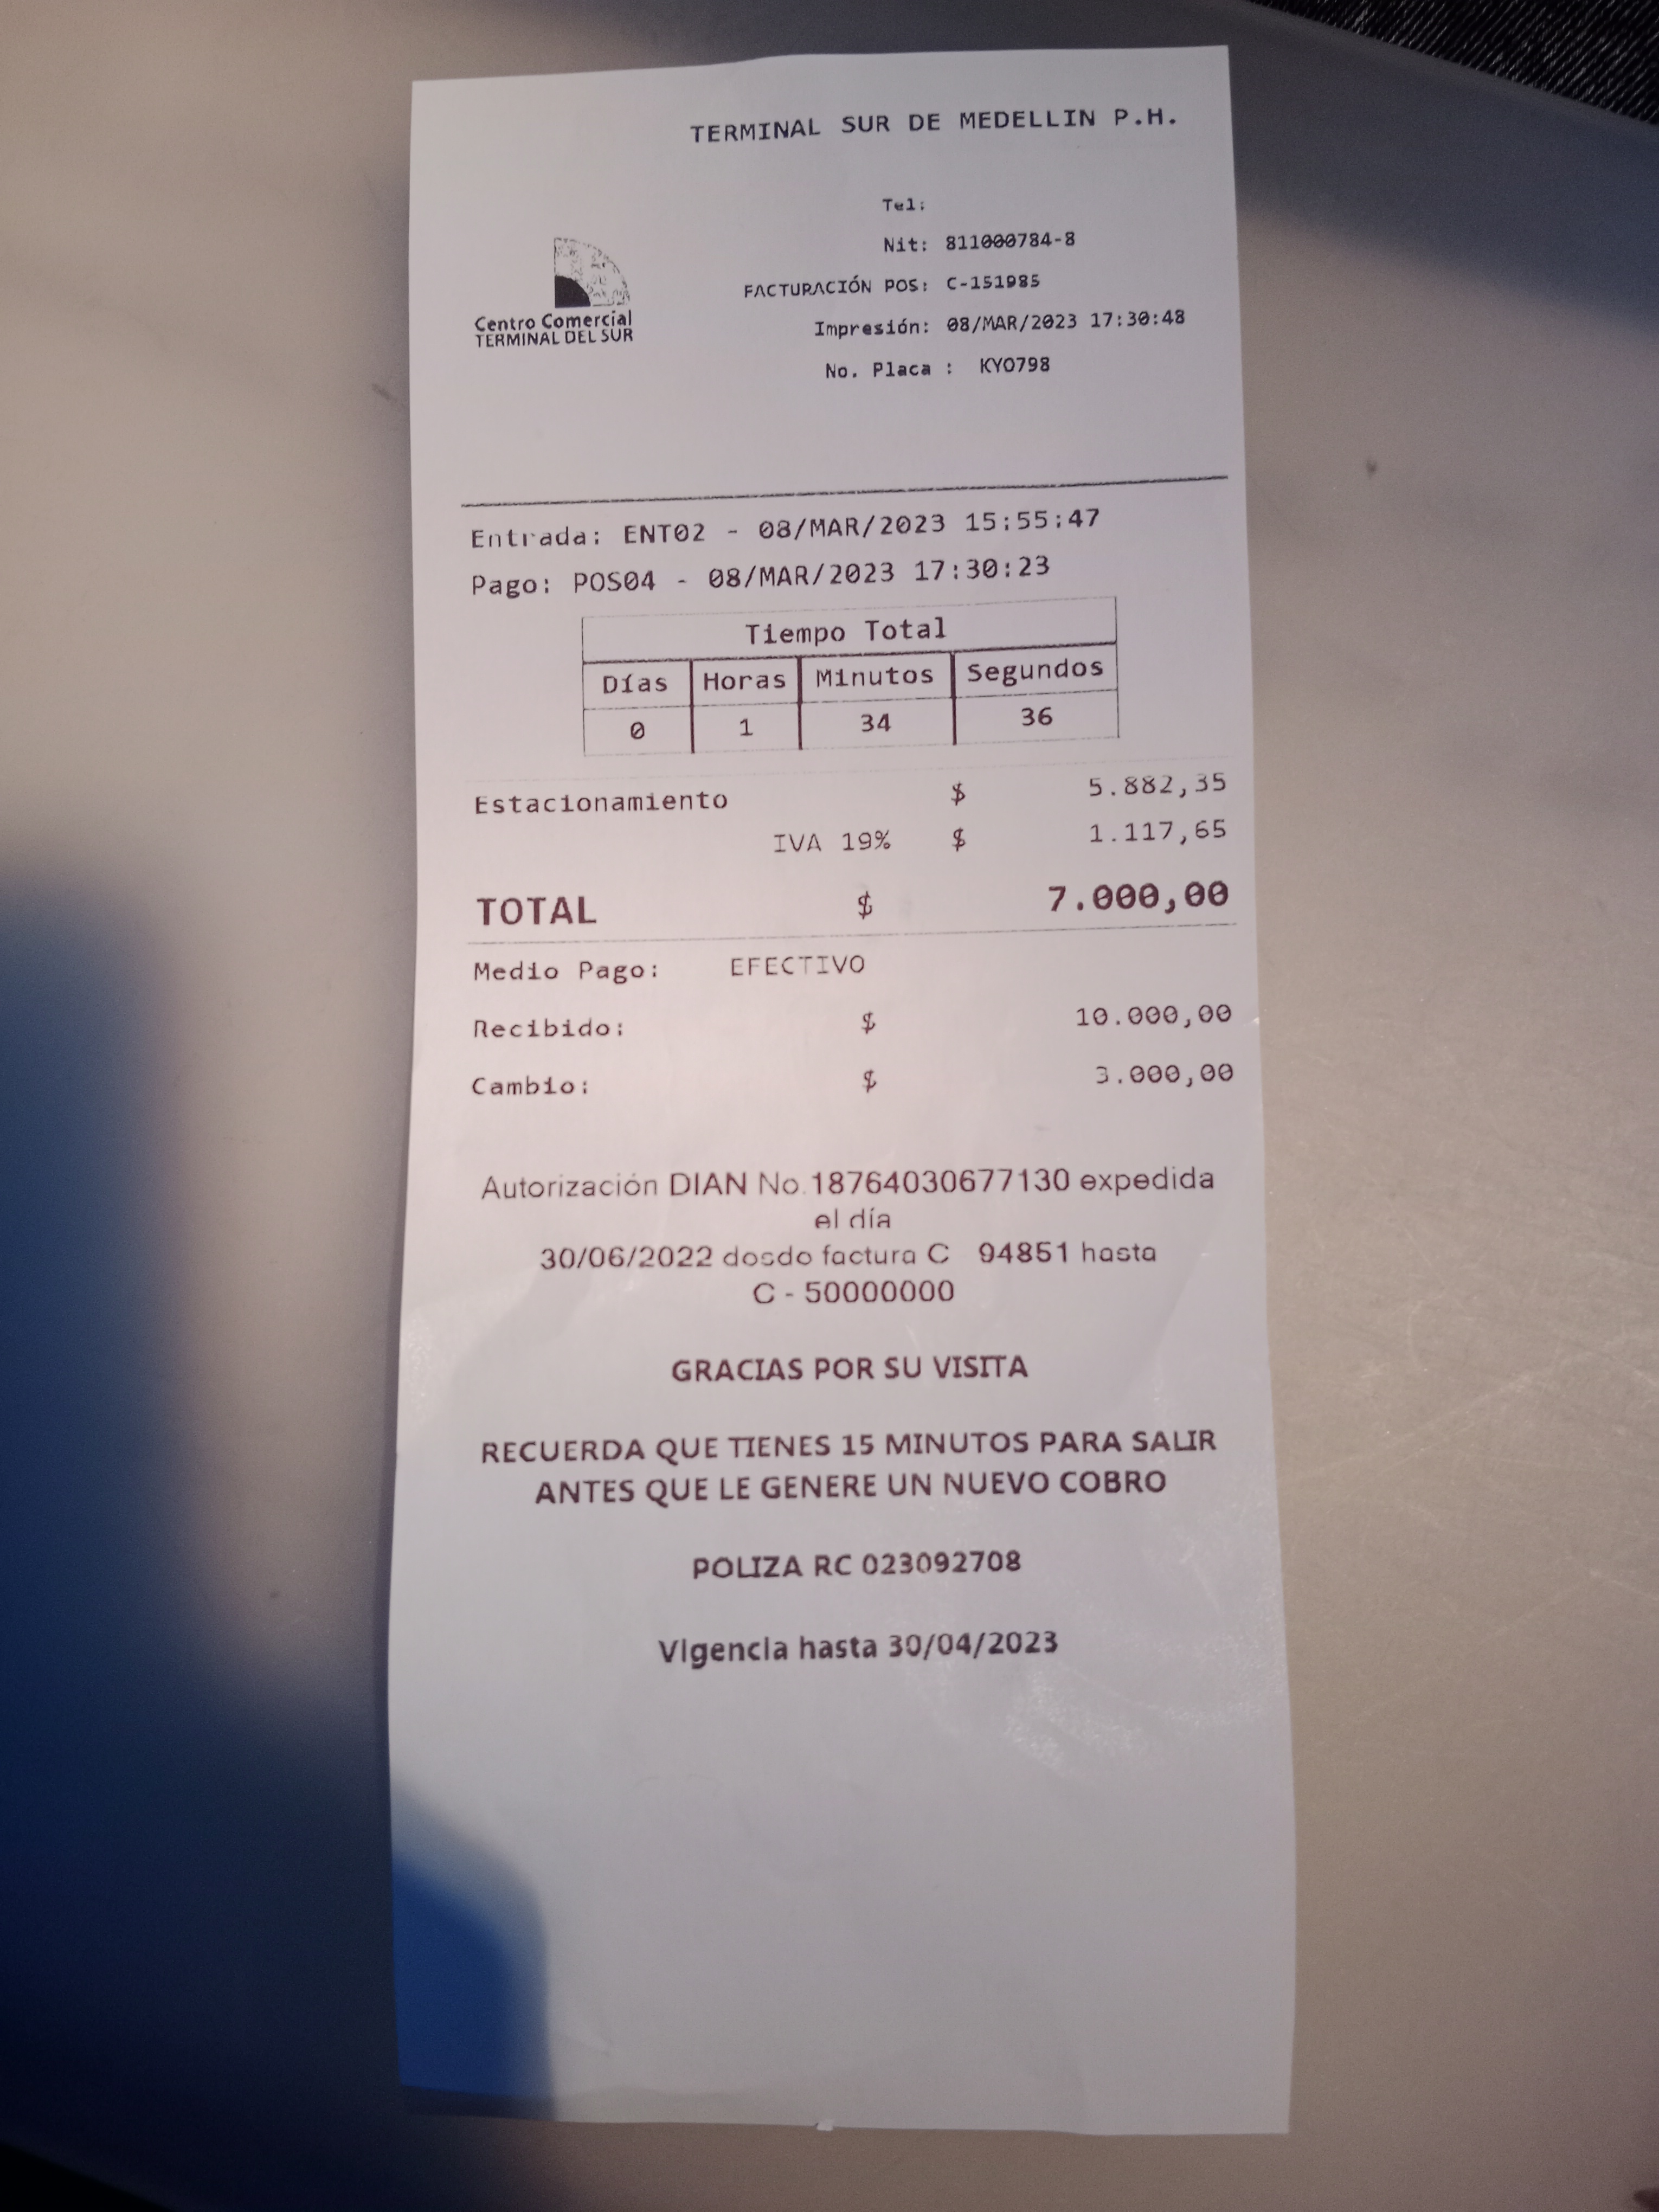 TERMINAL SUR DE MEDELLIN P.H.
Tel:
Nit: 811000784-8
FACTURACIÓN POS: C-151985
Impresión: 08/MAR/2023 17:30:48
No. Placa : KYO798
Centro Comercial
TERMINAL DEL SUR
Entrada: ENT02 - 08/MAR/2023 15:55:47
Pago: POS04 - 08/MAR/2023 17:30:23
Tiempo Total
Días Horas Minutos Segundos
0 1 34 36
Estacionamiento $ 5.882,35
IVA 19% $ 1.117,65
TOTAL $ 7.000,00
Medio Pago: EFECTIVO
Recibido: $ 10.000,00
Cambio: $ 3.000,00
Autorización DIAN No.18764030677130 expedida
el día
30/06/2022 desde factura C 94851 hasta
C - 50000000
GRACIAS POR SU VISITA
RECUERDA QUE TIENES 15 MINUTOS PARA SALIR
ANTES QUE LE GENERE UN NUEVO COBRO
POLIZA RC 023092708
Vigencia hasta 30/04/2023